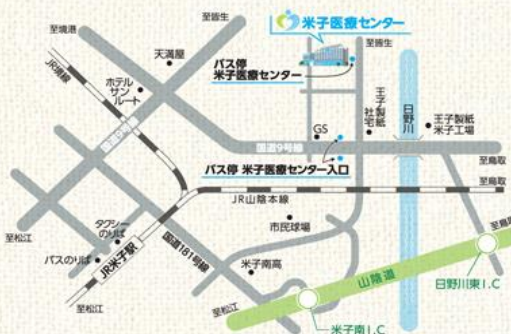 米子医療センター
至皆生
至境港
至皆生
天満屋
バス停
米子医療センター
JR境線
ホテル
サン
ルート
王子製紙
社宅
日野川
王子製紙
米子工場
GS
国道9号線
国道9号線
至鳥取
バス停 米子医療センター入口
至鳥取
JR山陰本線
タクシー
のりば
市民球場
至鳥取
至松江
国道181号線
バスのりば
JR米子駅
米子南高
山陰道
日野川東I.C
至松江
至松江
米子南I.C